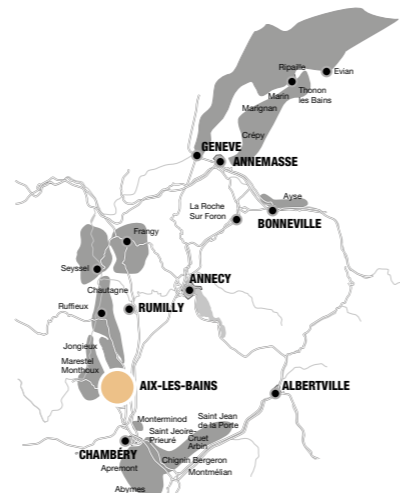 Ripaille
Evian
Marin
Thonon
les Bains
Marignan
Crépy
GENEVE
ANNEMASSE
Ayse
La Roche
Sur Foron
BONNEVILLE
Frangy
Seyssel
ANNECY
Chautagne
Ruffieux
RUMILLY
Jongieux
Marestel
Monthoux
AIX-LES-BAINS
ALBERTVILLE
Monterminod
Saint Jean
de la Porte
Saint Jeoire
Prieuré
Cruet
Arbin
CHAMBÉRY
Chignin Bergeron
Apremont
Montmélian
Abymes